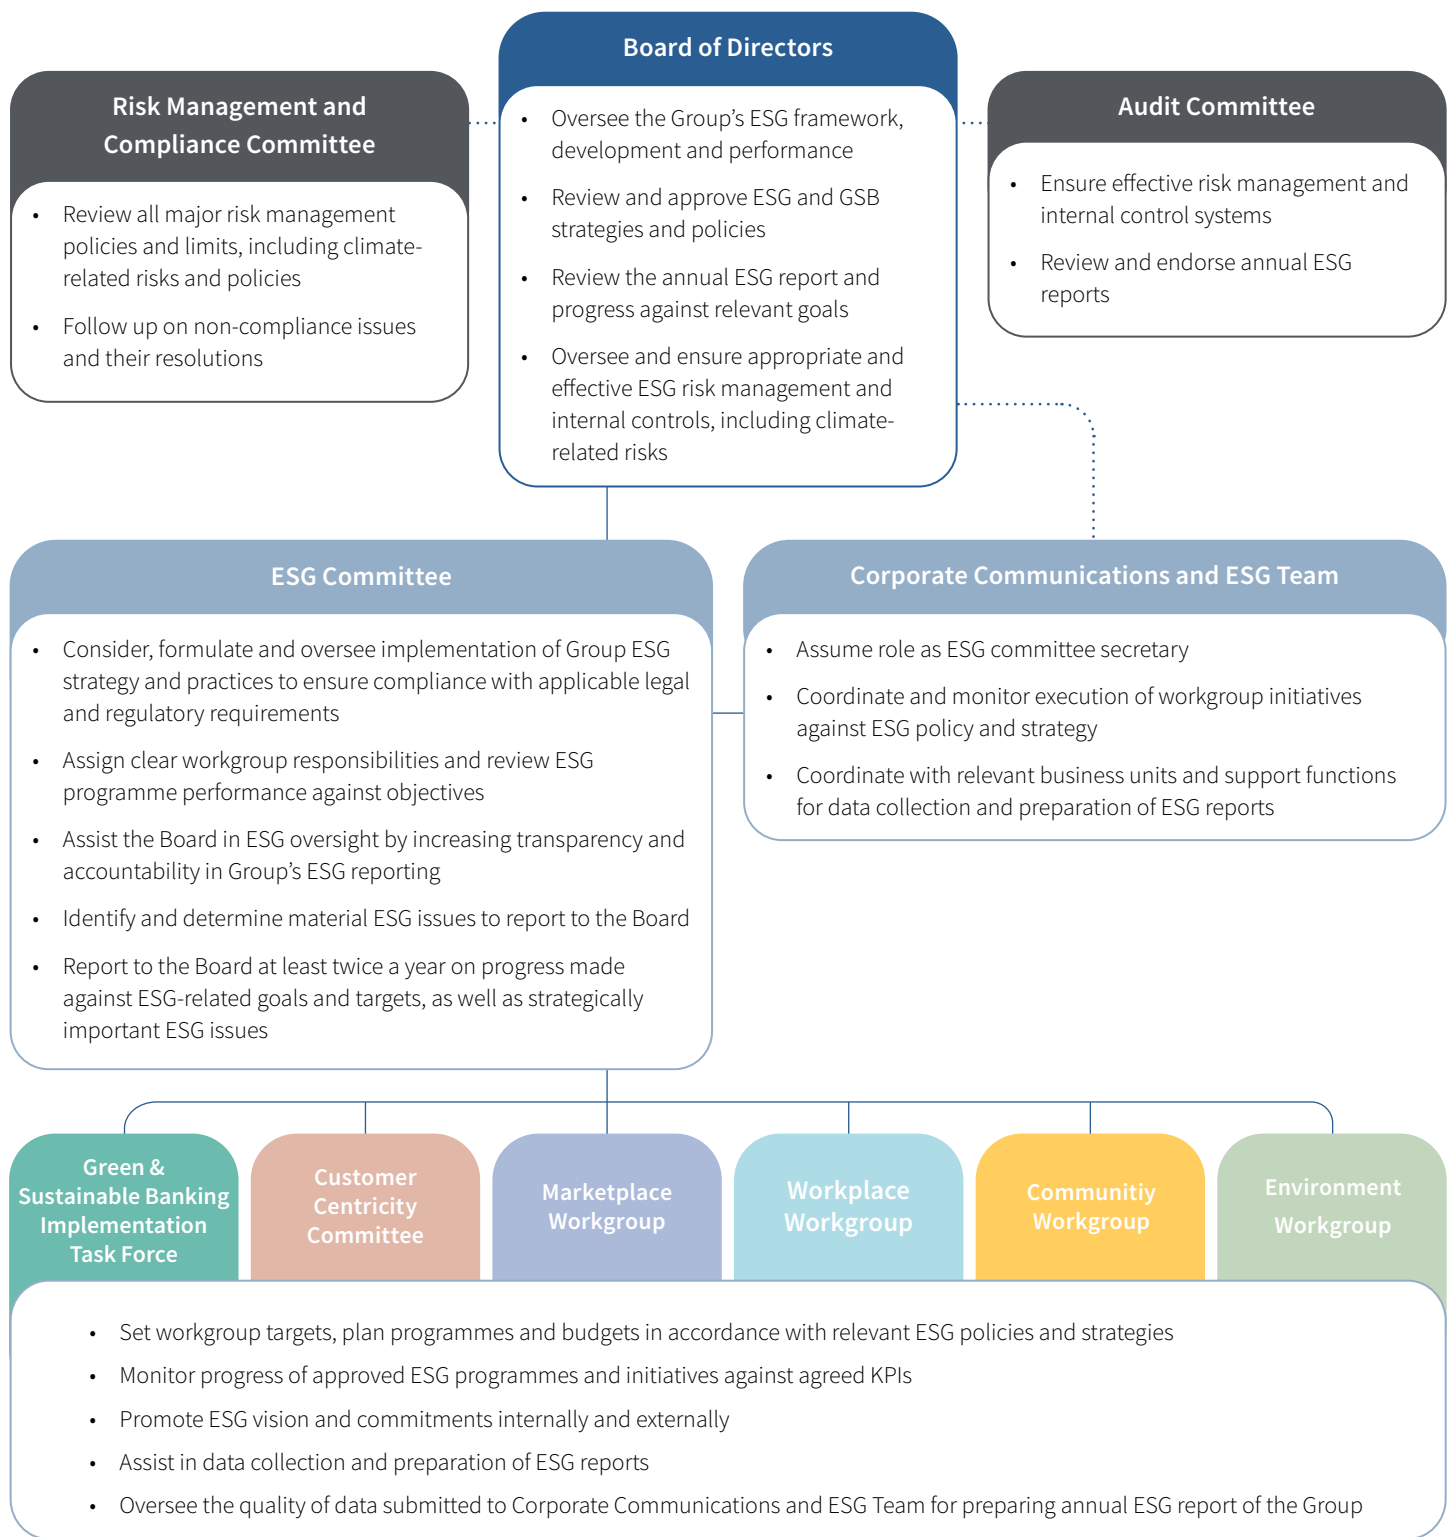 Board of Directors
• Oversee the Group’s ESG framework,
development and performance
• Review and approve ESG and GSB
strategies and policies
• Review the annual ESG report and
progress against relevant goals
• Oversee and ensure appropriate and
effective ESG risk management and
internal controls, including climate-
related risks
Risk Management and
Compliance Committee
• Review all major risk management
policies and limits, including climate-
related risks and policies
• Follow up on non-compliance issues
and their resolutions
Audit Committee
• Ensure effective risk management and
internal control systems
• Review and endorse annual ESG
reports
ESG Committee
• Consider, formulate and oversee implementation of Group ESG
strategy and practices to ensure compliance with applicable legal
and regulatory requirements
• Assign clear workgroup responsibilities and review ESG
programme performance against objectives
• Assist the Board in ESG oversight by increasing transparency and
accountability in Group’s ESG reporting
• Identify and determine material ESG issues to report to the Board
• Report to the Board at least twice a year on progress made
against ESG-related goals and targets, as well as strategically
important ESG issues
Corporate Communications and ESG Team
• Assume role as ESG committee secretary
• Coordinate and monitor execution of workgroup initiatives
against ESG policy and strategy
• Coordinate with relevant business units and support functions
for data collection and preparation of ESG reports
Green &
Sustainable Banking
Implementation
Task Force
Customer
Centricity
Committee
Marketplace
Workgroup
Workplace
Workgroup
Communitiy
Workgroup
Environment
Workgroup
• Set workgroup targets, plan programmes and budgets in accordance with relevant ESG policies and strategies
• Monitor progress of approved ESG programmes and initiatives against agreed KPIs
• Promote ESG vision and commitments internally and externally
• Assist in data collection and preparation of ESG reports
• Oversee the quality of data submitted to Corporate Communications and ESG Team for preparing annual ESG report of the Group